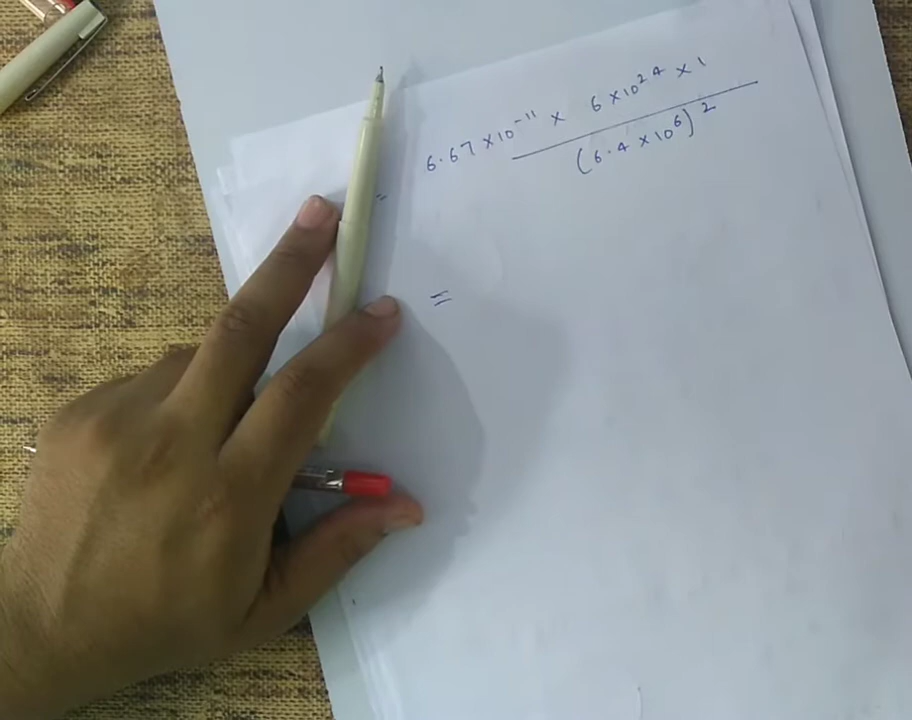 = 6.67 × 10⁻¹¹ × 6 × 10²⁴ × 1
(6.4 × 10⁶)²
=